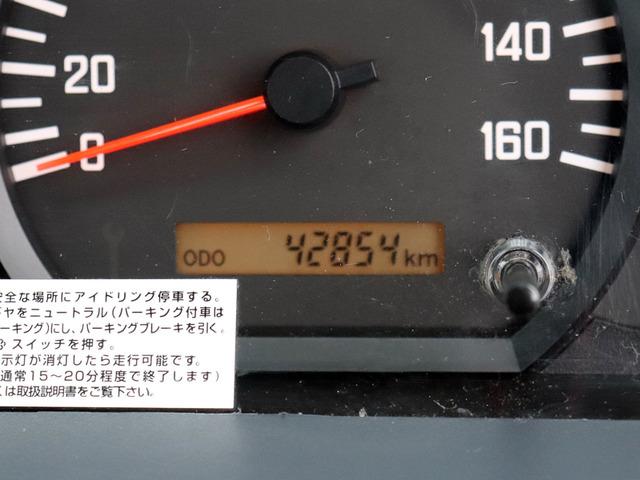 140
20
160
0
ODO 42854 km
安全な場所にアイドリング停車する。
ギヤをニュートラル(パーキング付車は
ーキング)にし、パーキングブレーキを引く。
スイッチを押す。
示灯が消灯したら走行可能です。
通常15～20分程度で終了します)
は取扱説明書をご覧下さい。